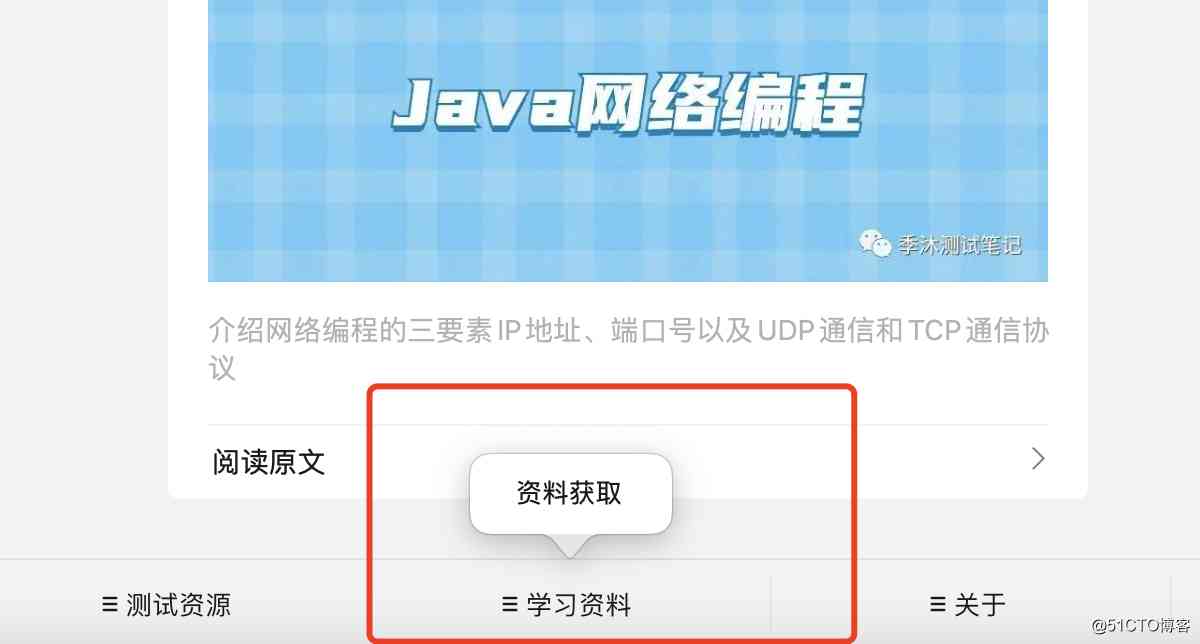 Java网络编程
季沐测试笔记
介绍网络编程的三要素IP地址、端口号以及UDP通信和TCP通信协
议
阅读原文
资料获取
测试资源
学习资料
关于
@51CTO博客